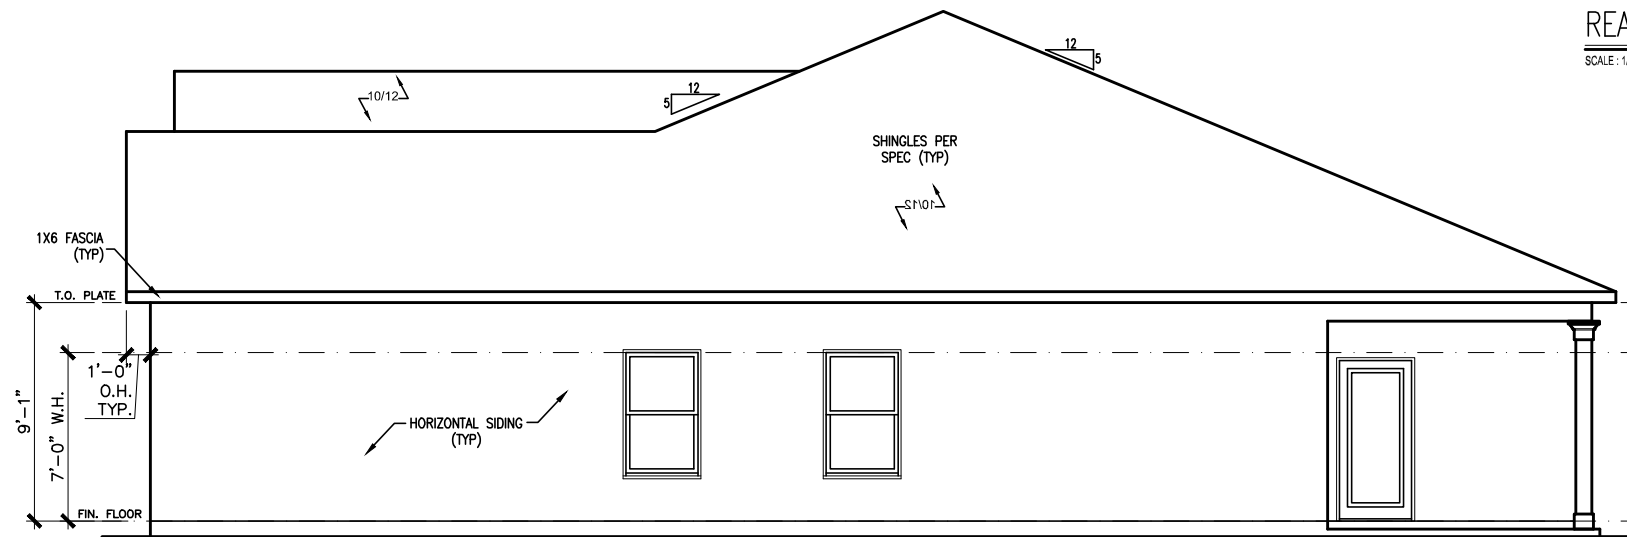 REA
SCALE : 1/
12
5
12
5
10/12
SHINGLES PER
SPEC (TYP)
10/12
1X6 FASCIA
(TYP)
T.O. PLATE
1'-0"
O.H.
TYP.
9'-1"
7'-0" W.H.
HORIZONTAL SIDING
(TYP)
FIN. FLOOR